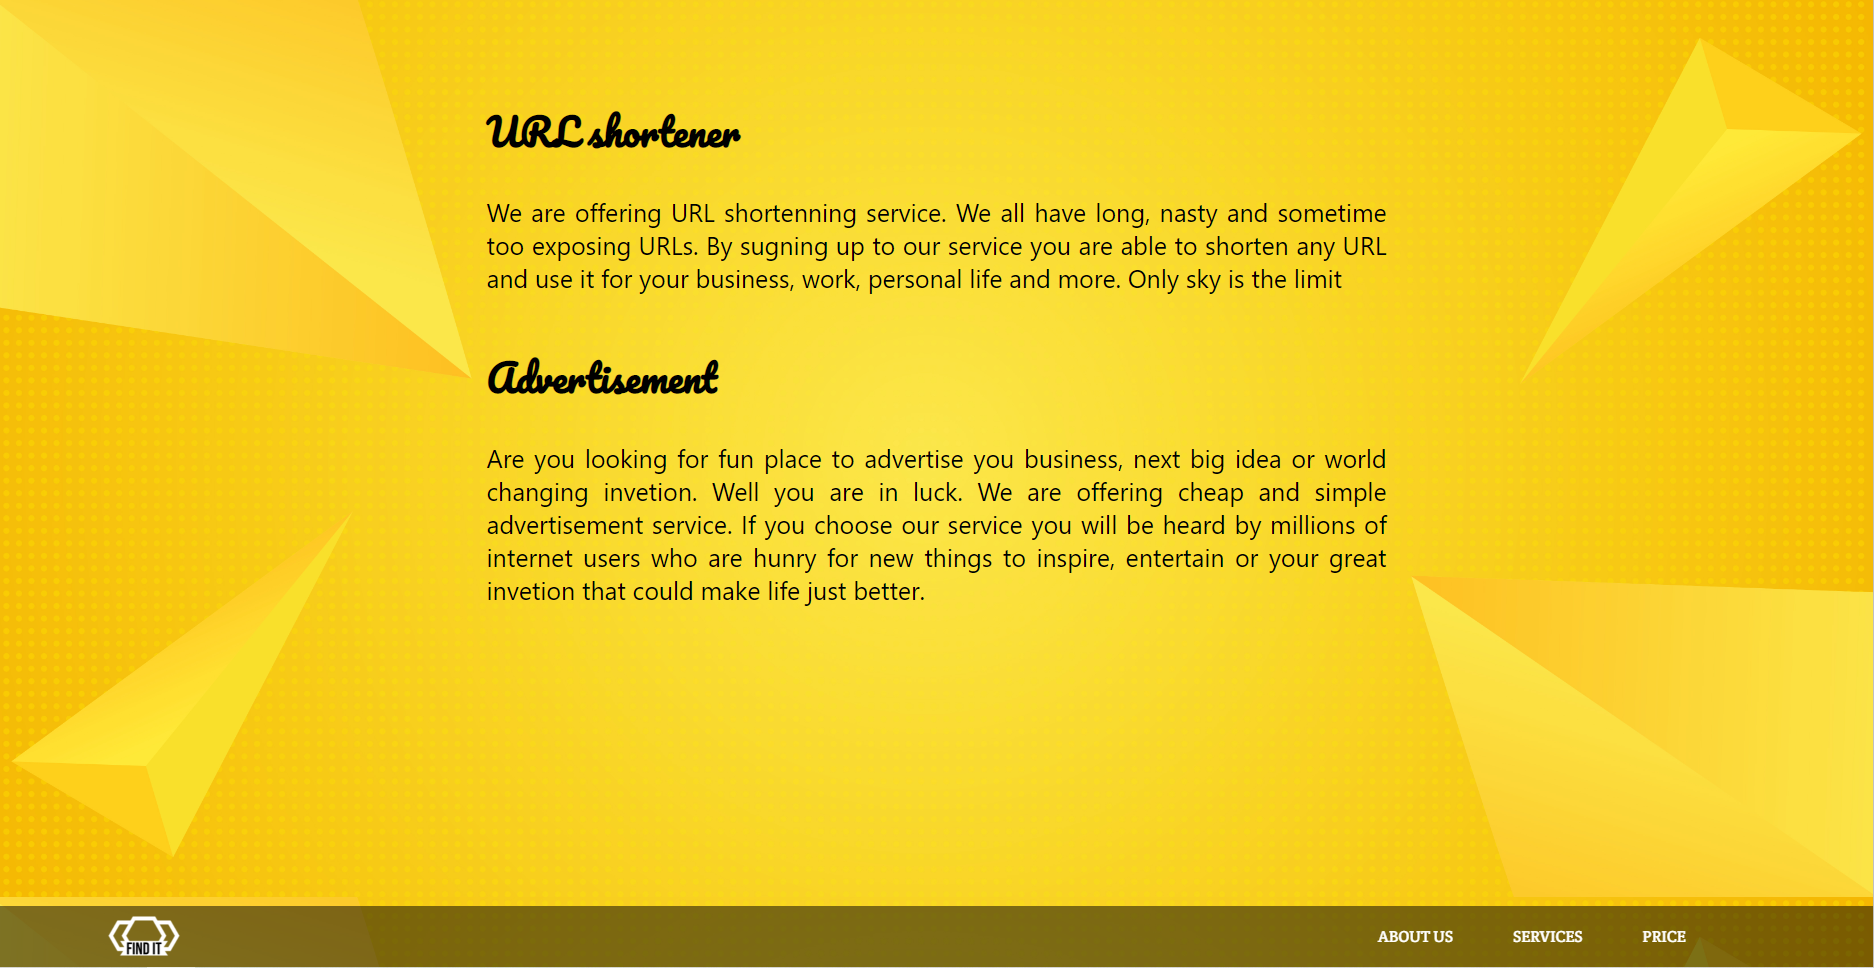 URL shortener
We are offering URL shortenning service. We all have long, nasty and sometime
too exposing URLs. By sugning up to our service you are able to shorten any URL
and use it for your business, work, personal life and more. Only sky is the limit
Advertisement
Are you looking for fun place to advertise you business, next big idea or world
changing invetion. Well you are in luck. We are offering cheap and simple
advertisement service. If you choose our service you will be heard by millions of
internet users who are hunry for new things to inspire, entertain or your great
invetion that could make life just better.
FIND IT
ABOUT US
SERVICES
PRICE